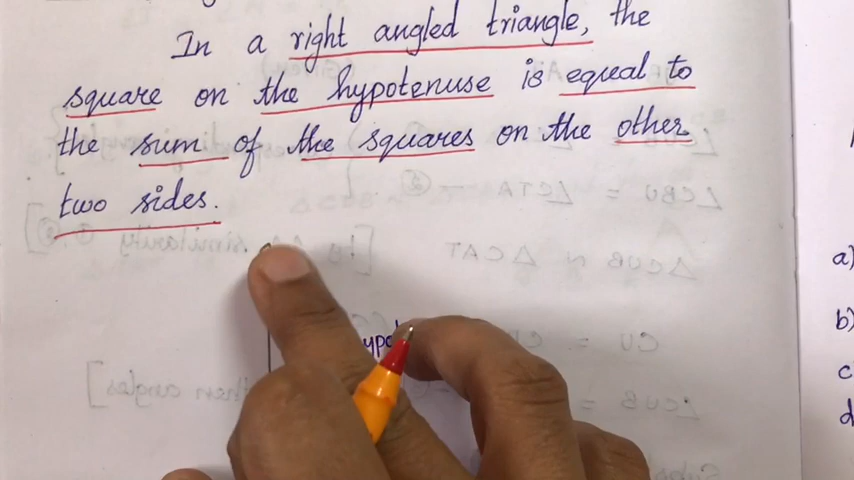 In a right angled triangle, the
square on the hypotenuse is equal to
the sum of the squares on the other
two sides.
a)
b)
c
d